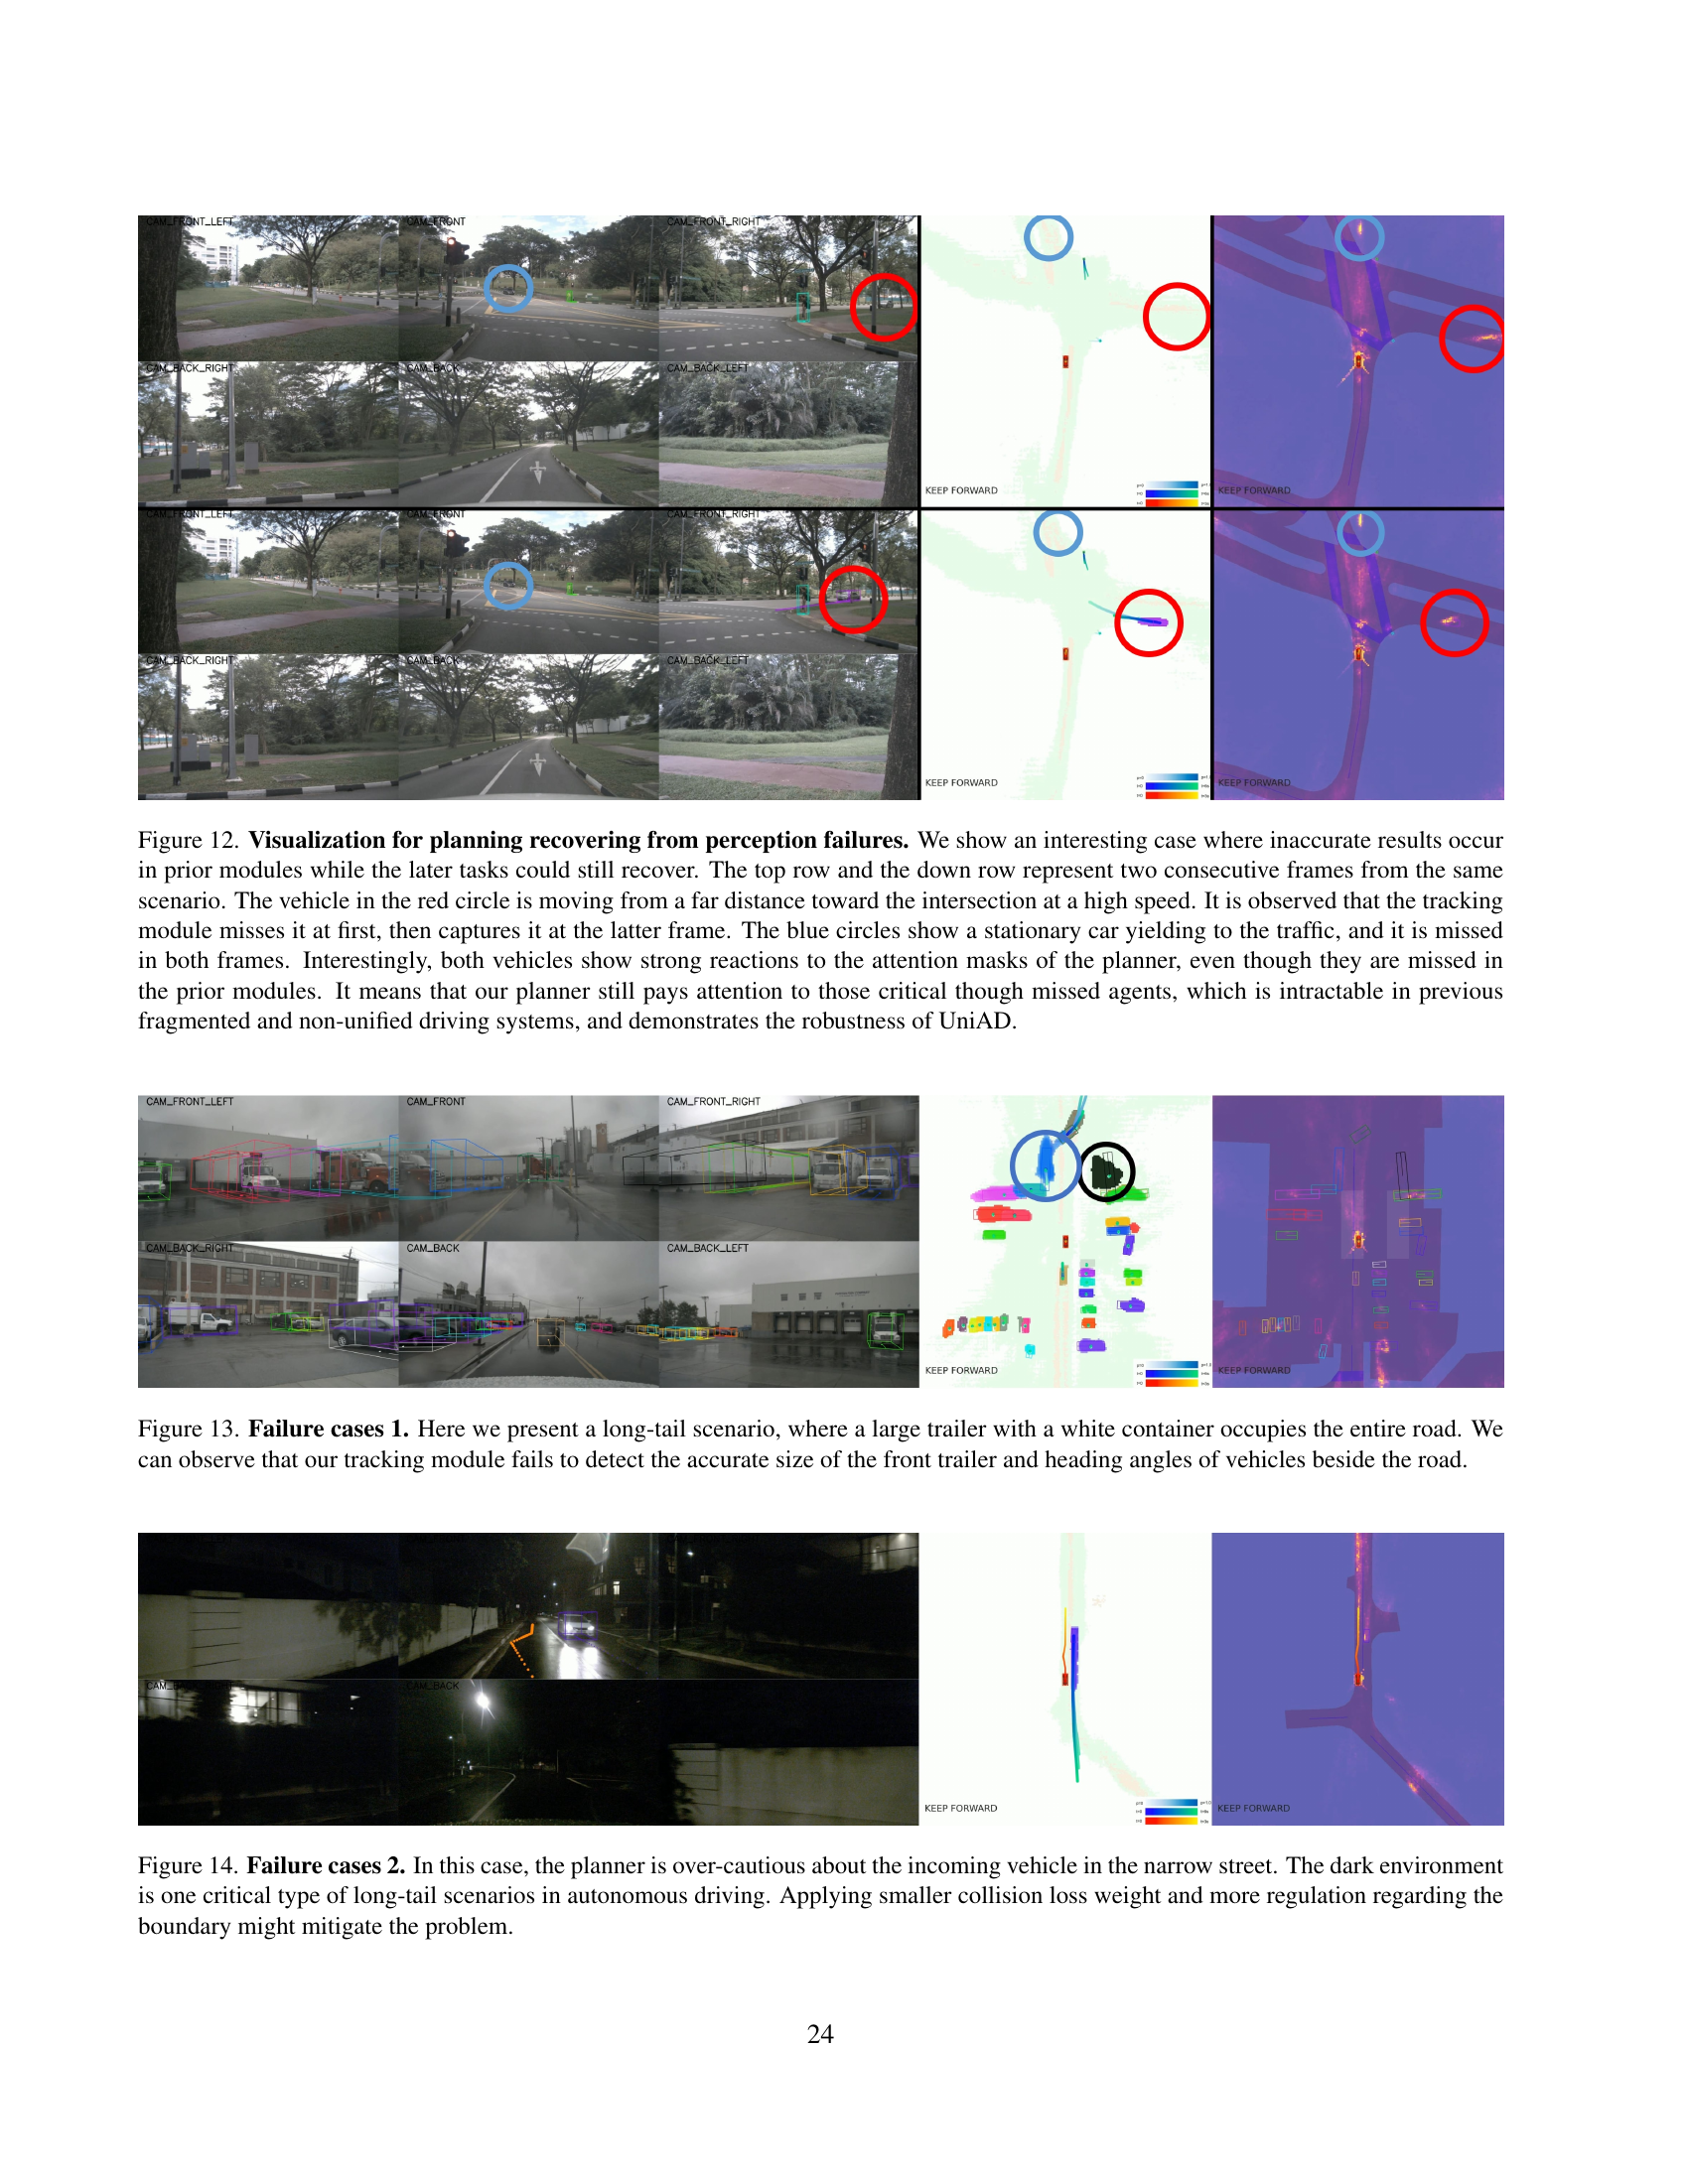 CAM_FRONT_LEFT
CAM_FRONT
CAM_FRONT_RIGHT
CAM_BACK_RIGHT
CAM_BACK
CAM_BACK_LEFT
KEEP FORWARD
KEEP FORWARD
CAM_FRONT_LEFT
CAM_FRONT
CAM_FRONT_RIGHT
CAM_BACK_RIGHT
CAM_BACK
CAM_BACK_LEFT
KEEP FORWARD
KEEP FORWARD
Figure 12. Visualization for planning recovering from perception failures. We show an interesting case where inaccurate results occur
in prior modules while the later tasks could still recover. The top row and the down row represent two consecutive frames from the same
scenario. The vehicle in the red circle is moving from a far distance toward the intersection at a high speed. It is observed that the tracking
module misses it at first, then captures it at the latter frame. The blue circles show a stationary car yielding to the traffic, and it is missed
in both frames. Interestingly, both vehicles show strong reactions to the attention masks of the planner, even though they are missed in
the prior modules. It means that our planner still pays attention to those critical though missed agents, which is intractable in previous
fragmented and non-unified driving systems, and demonstrates the robustness of UniAD.
CAM_FRONT_LEFT
CAM_FRONT
CAM_FRONT_RIGHT
CAM_BACK_RIGHT
CAM_BACK
CAM_BACK_LEFT
KEEP FORWARD
KEEP FORWARD
Figure 13. Failure cases 1. Here we present a long-tail scenario, where a large trailer with a white container occupies the entire road. We
can observe that our tracking module fails to detect the accurate size of the front trailer and heading angles of vehicles beside the road.
CAM_BACK
KEEP FORWARD
KEEP FORWARD
Figure 14. Failure cases 2. In this case, the planner is over-cautious about the incoming vehicle in the narrow street. The dark environment
is one critical type of long-tail scenarios in autonomous driving. Applying smaller collision loss weight and more regulation regarding the
boundary might mitigate the problem.
24